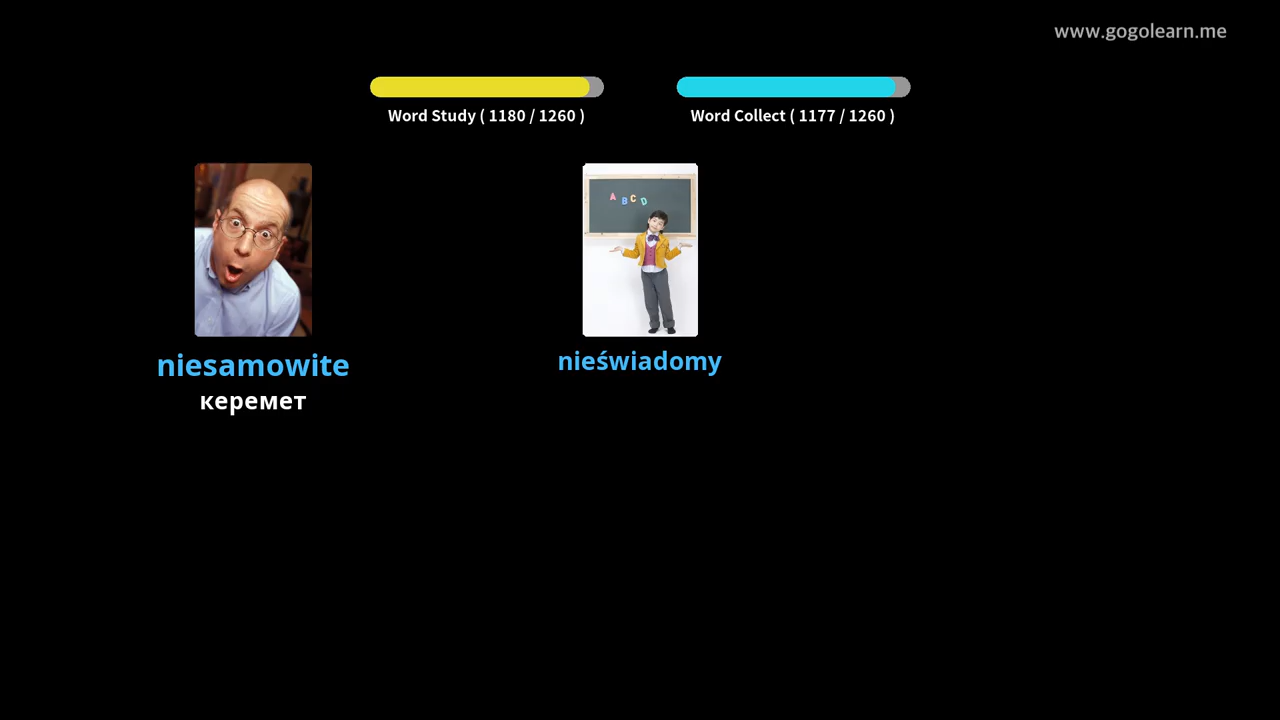 www.gogolearn.me
Word Study ( 1180 / 1260 )
Word Collect ( 1177 / 1260 )
A B C D
niesamowite
nieświadomy
керемет